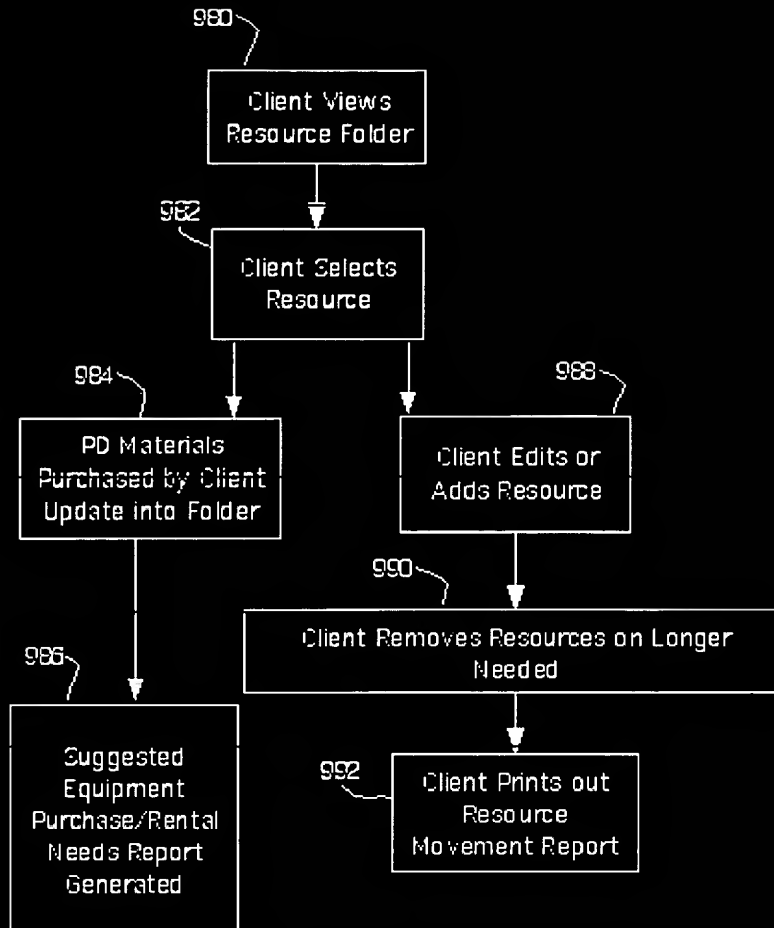 980
Client Views
Resource Folder
982
Client Selects
Resource
984
PD Materials
Purchased by Client
Update into Folder
988
Client Edits or
Adds Resource
990
Client Removes Resources on Longer
Needed
986
Suggested
Equipment
Purchase/Rental
Needs Report
Generated
992
Client Prints out
Resource
Movement Report